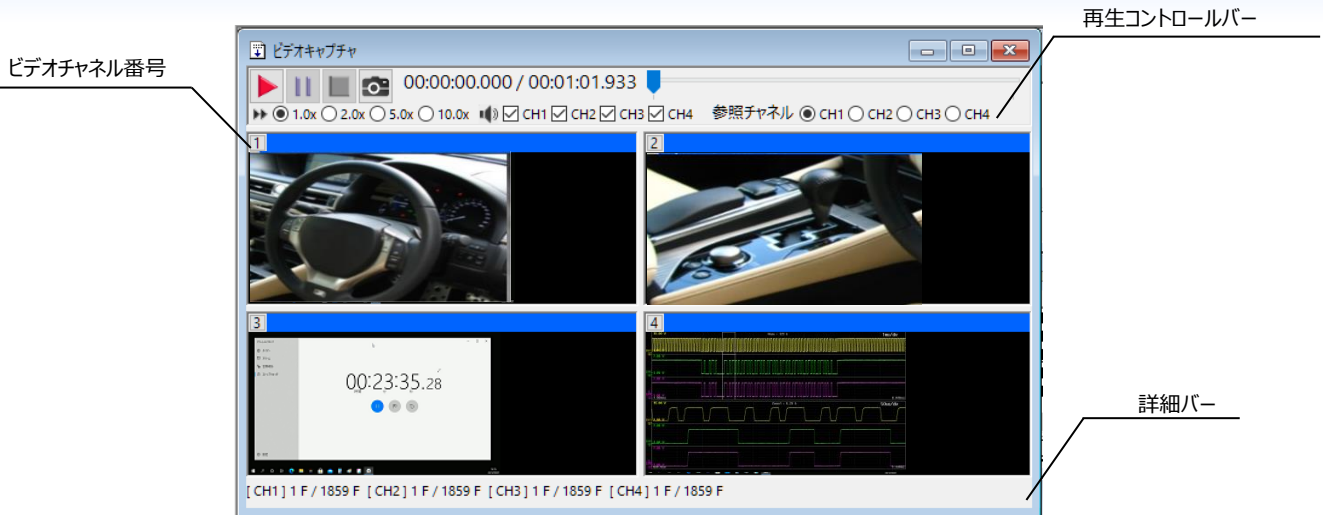 再生コントロールバー
ビデオチャネル番号
ビデオキャプチャ
00:00:00.000 / 00:01:01.933
1.0x 2.0x 5.0x 10.0x CH1 CH2 CH3 CH4 参照チャネル CH1 CH2 CH3 CH4
1
2
3
4
00:23:35.28
詳細バー
[ CH1 ] 1 F / 1859 F [ CH2 ] 1 F / 1859 F [ CH3 ] 1 F / 1859 F [ CH4 ] 1 F / 1859 F